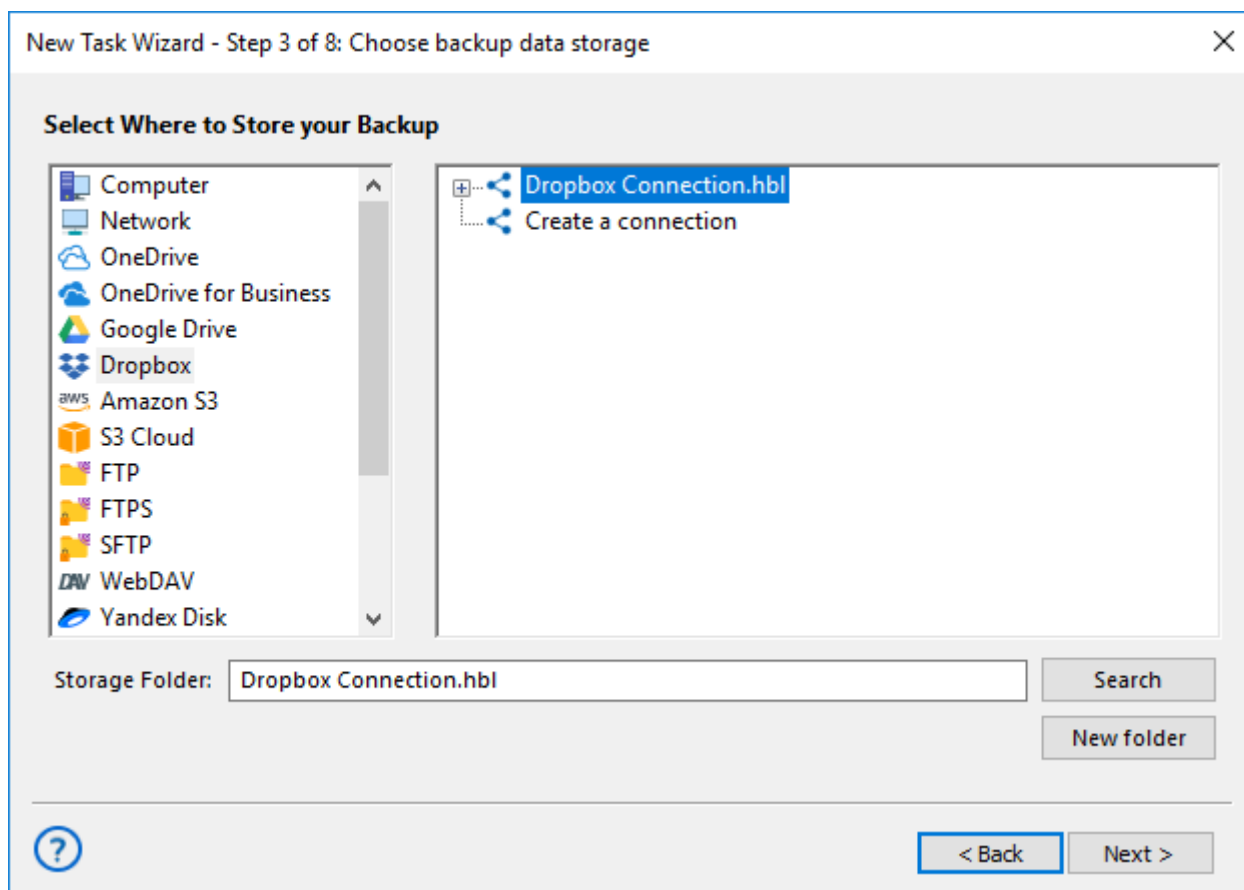 New Task Wizard - Step 3 of 8: Choose backup data storage
Select Where to Store your Backup
Computer
Network
OneDrive
OneDrive for Business
Google Drive
Dropbox
aws Amazon S3
S3 Cloud
FTP
FTPS
SFTP
DAV WebDAV
Yandex Disk
Dropbox Connection.hbl
Create a connection
Storage Folder: Dropbox Connection.hbl Search
New folder
? < Back Next >